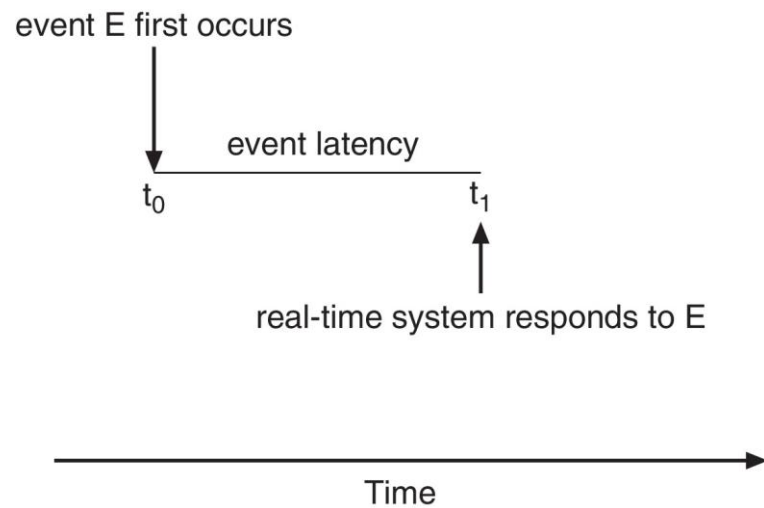 event E first occurs
event latency
t₀
t₁
real-time system responds to E
Time